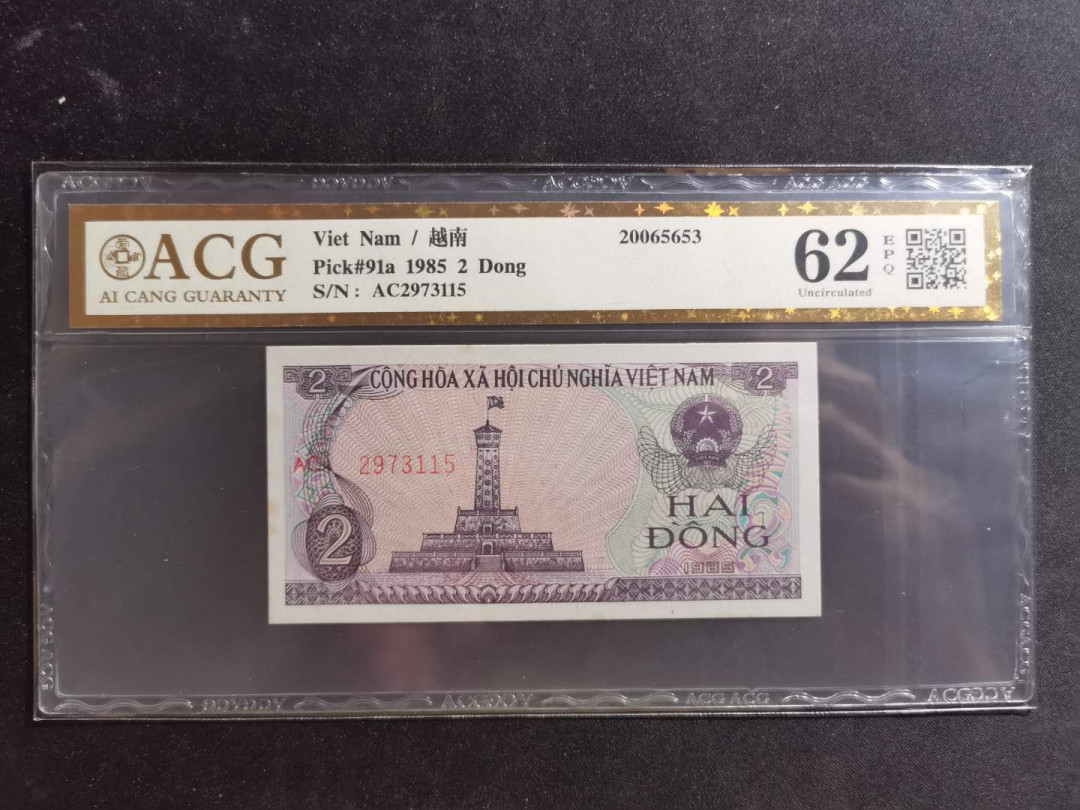 ACG
AI CANG GUARANTY
Viet Nam / 越南
Pick#91a 1985 2 Dong
S/N : AC2973115
20065653
62
EPQ
Uncirculated
2 CỘNG HÒA XÃ HỘI CHỦ NGHĨA VIỆT NAM 2
AC 2973115
HAI
ĐỒNG
2
1985